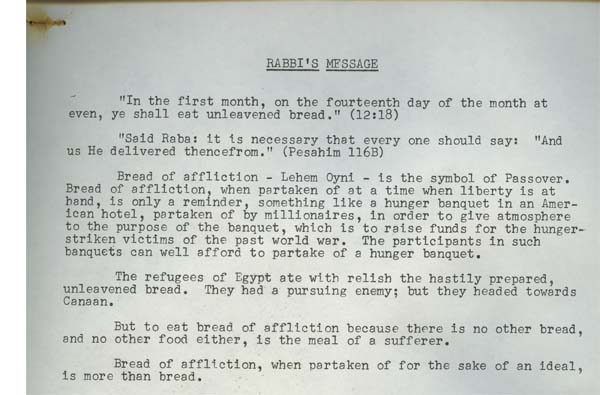 RABBI'S MESSAGE
"In the first month, on the fourteenth day of the month at
even, ye shall eat unleavened bread." (12:18)
"Said Raba: it is necessary that every one should say: "And
us He delivered thencefrom." (Pesahim 116B)
Bread of affliction - Lehem Oyni - is the symbol of Passover.
Bread of affliction, when partaken of at a time when liberty is at
hand, is only a reminder, something like a hunger banquet in an Amer-
ican hotel, partaken of by millionaires, in order to give atmosphere
to the purpose of the banquet, which is to raise funds for the hunger-
striken victims of the past world war. The participants in such
banquets can well afford to partake of a hunger banquet.
The refugees of Egypt ate with relish the hastily prepared,
unleavened bread. They had a pursuing enemy; but they headed towards
Canaan.
But to eat bread of affliction because there is no other bread,
and no other food either, is the meal of a sufferer.
Bread of affliction, when partaken of for the sake of an ideal,
is more than bread.